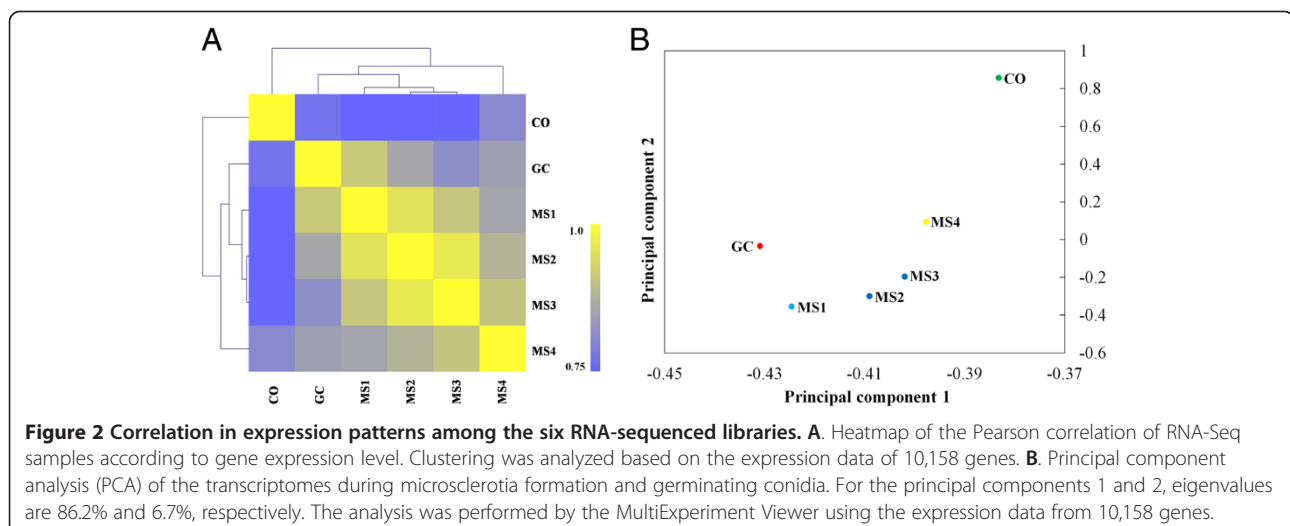 A
CO
GC
MS1
MS2
MS3
MS4
1.0
0.75
CO
GC
MS1
MS2
MS3
MS4
B
Principal component 2
1
0.8
0.6
0.4
0.2
0
-0.2
-0.4
-0.6
CO
MS4
GC
MS3
MS2
MS1
-0.45
-0.43
-0.41
-0.39
-0.37
Principal component 1
Figure 2 Correlation in expression patterns among the six RNA-sequenced libraries. A. Heatmap of the Pearson correlation of RNA-Seq
samples according to gene expression level. Clustering was analyzed based on the expression data of 10,158 genes. B. Principal component
analysis (PCA) of the transcriptomes during microsclerotia formation and germinating conidia. For the principal components 1 and 2, eigenvalues
are 86.2% and 6.7%, respectively. The analysis was performed by the MultiExperiment Viewer using the expression data from 10,158 genes.